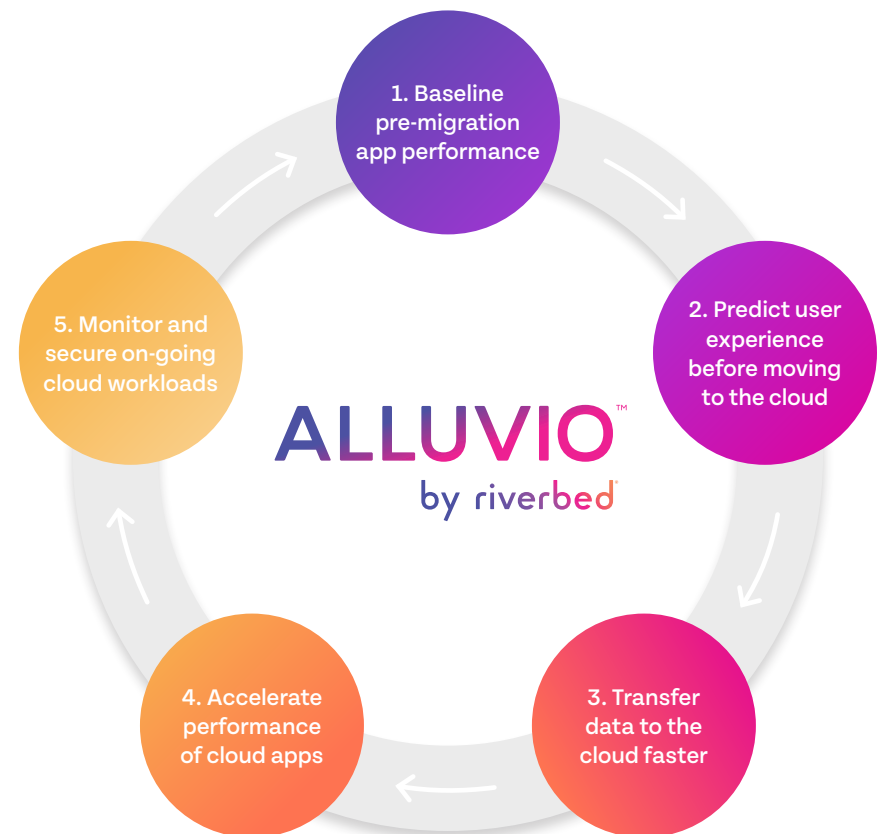 1. Baseline
pre-migration
app performance
2. Predict user
experience
before moving
to the cloud
3. Transfer
data to the
cloud faster
4. Accelerate
performance
of cloud apps
5. Monitor and
secure on-going
cloud workloads
ALLUVIO™
by riverbed®